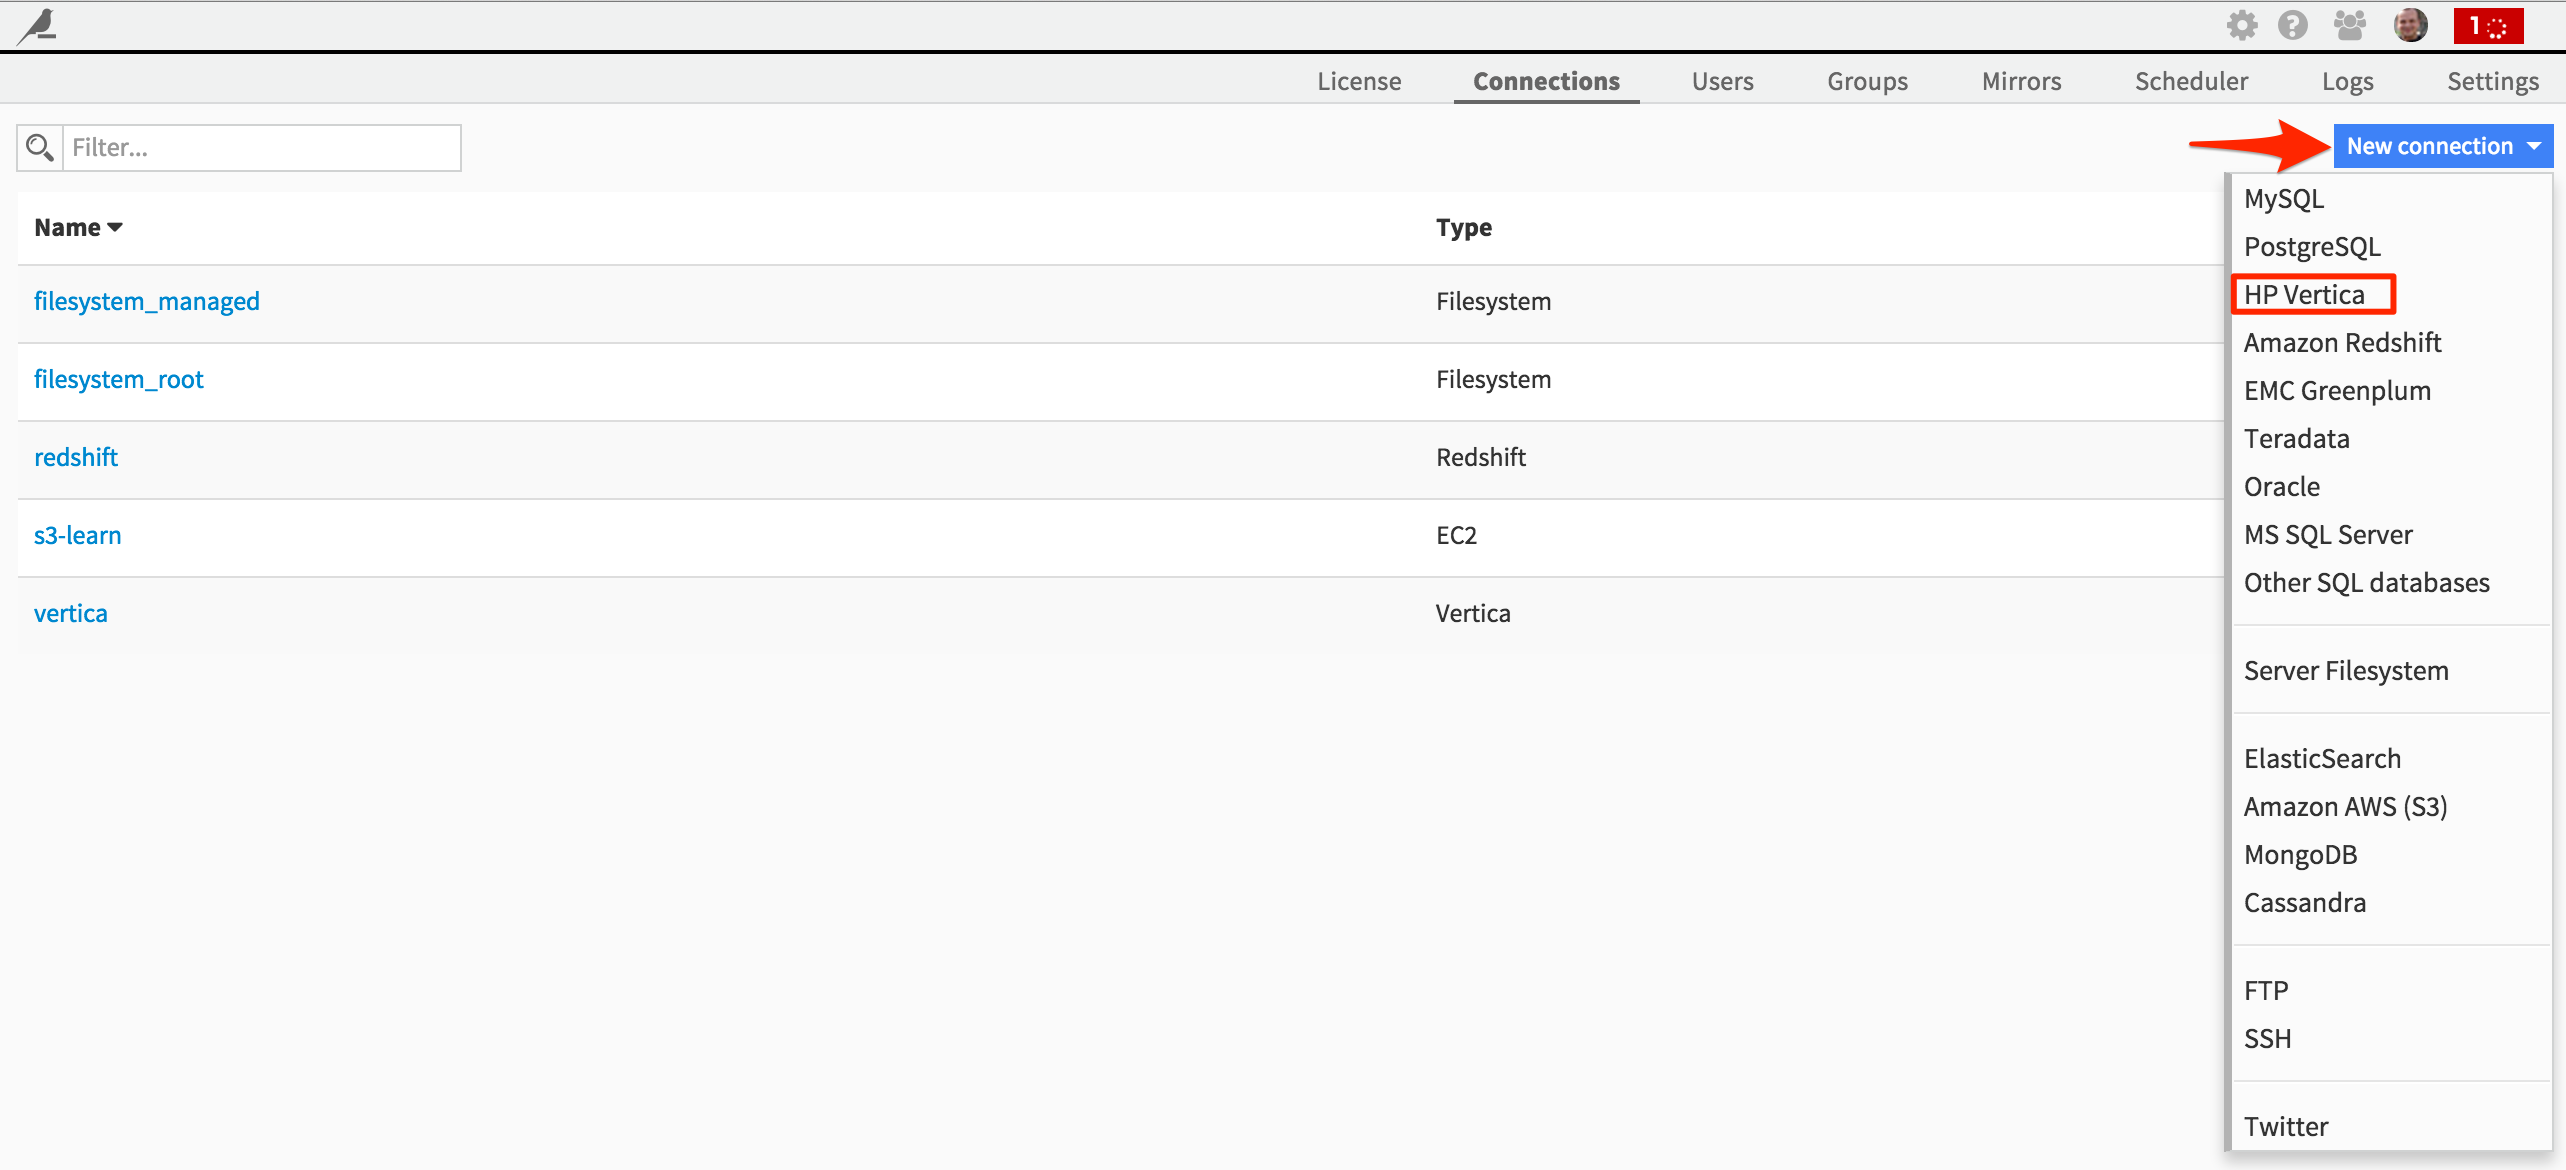 1
License Connections Users Groups Mirrors Scheduler Logs Settings
Filter...
New connection
Name Type
filesystem_managed Filesystem
filesystem_root Filesystem
redshift Redshift
s3-learn EC2
vertica Vertica
MySQL
PostgreSQL
HP Vertica
Amazon Redshift
EMC Greenplum
Teradata
Oracle
MS SQL Server
Other SQL databases
Server Filesystem
ElasticSearch
Amazon AWS (S3)
MongoDB
Cassandra
FTP
SSH
Twitter